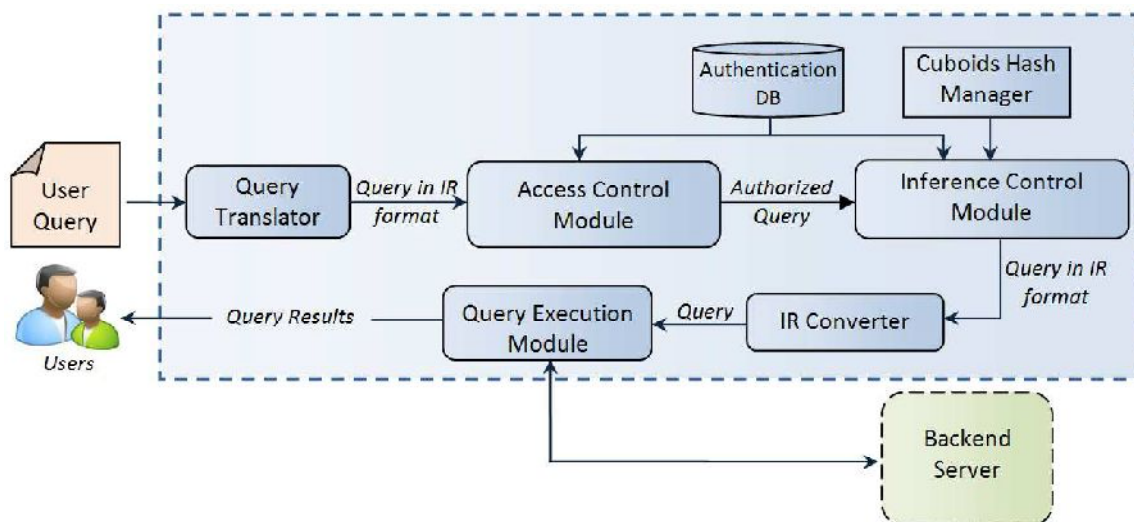 Authentication
DB
Cuboids Hash
Manager
User
Query
Query
Translator
Query in IR
format
Access Control
Module
Authorized
Query
Inference Control
Module
Query in IR
format
Users
Query Results
Query Execution
Module
Query
IR Converter
Backend
Server